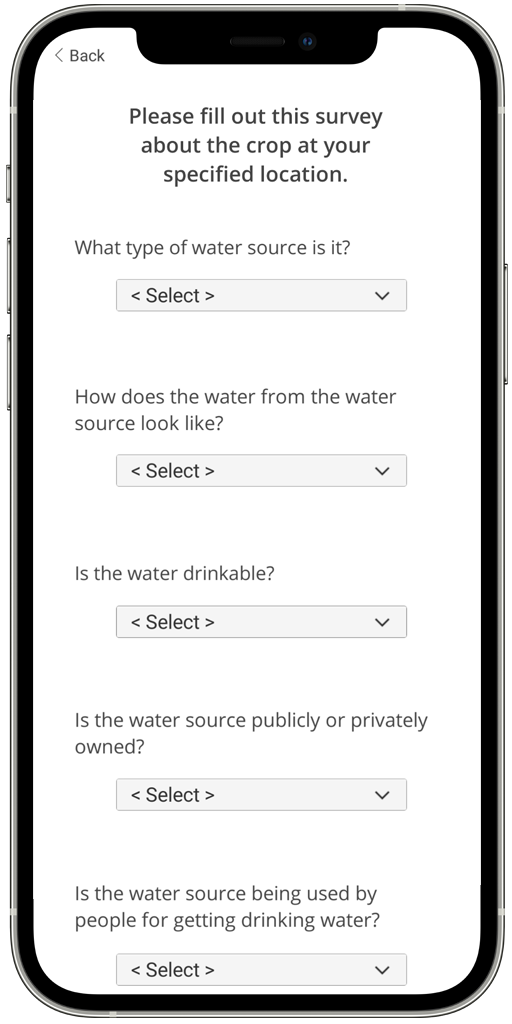 Back
Please fill out this survey
about the crop at your
specified location.
What type of water source is it?
< Select >
How does the water from the water
source look like?
< Select >
Is the water drinkable?
< Select >
Is the water source publicly or privately
owned?
< Select >
Is the water source being used by
people for getting drinking water?
< Select >